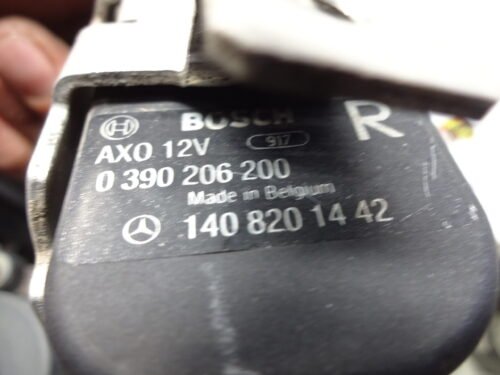 BOSCH
R
AXO 12V 917
0 390 206 200
Made in Belgium
140 820 14 42